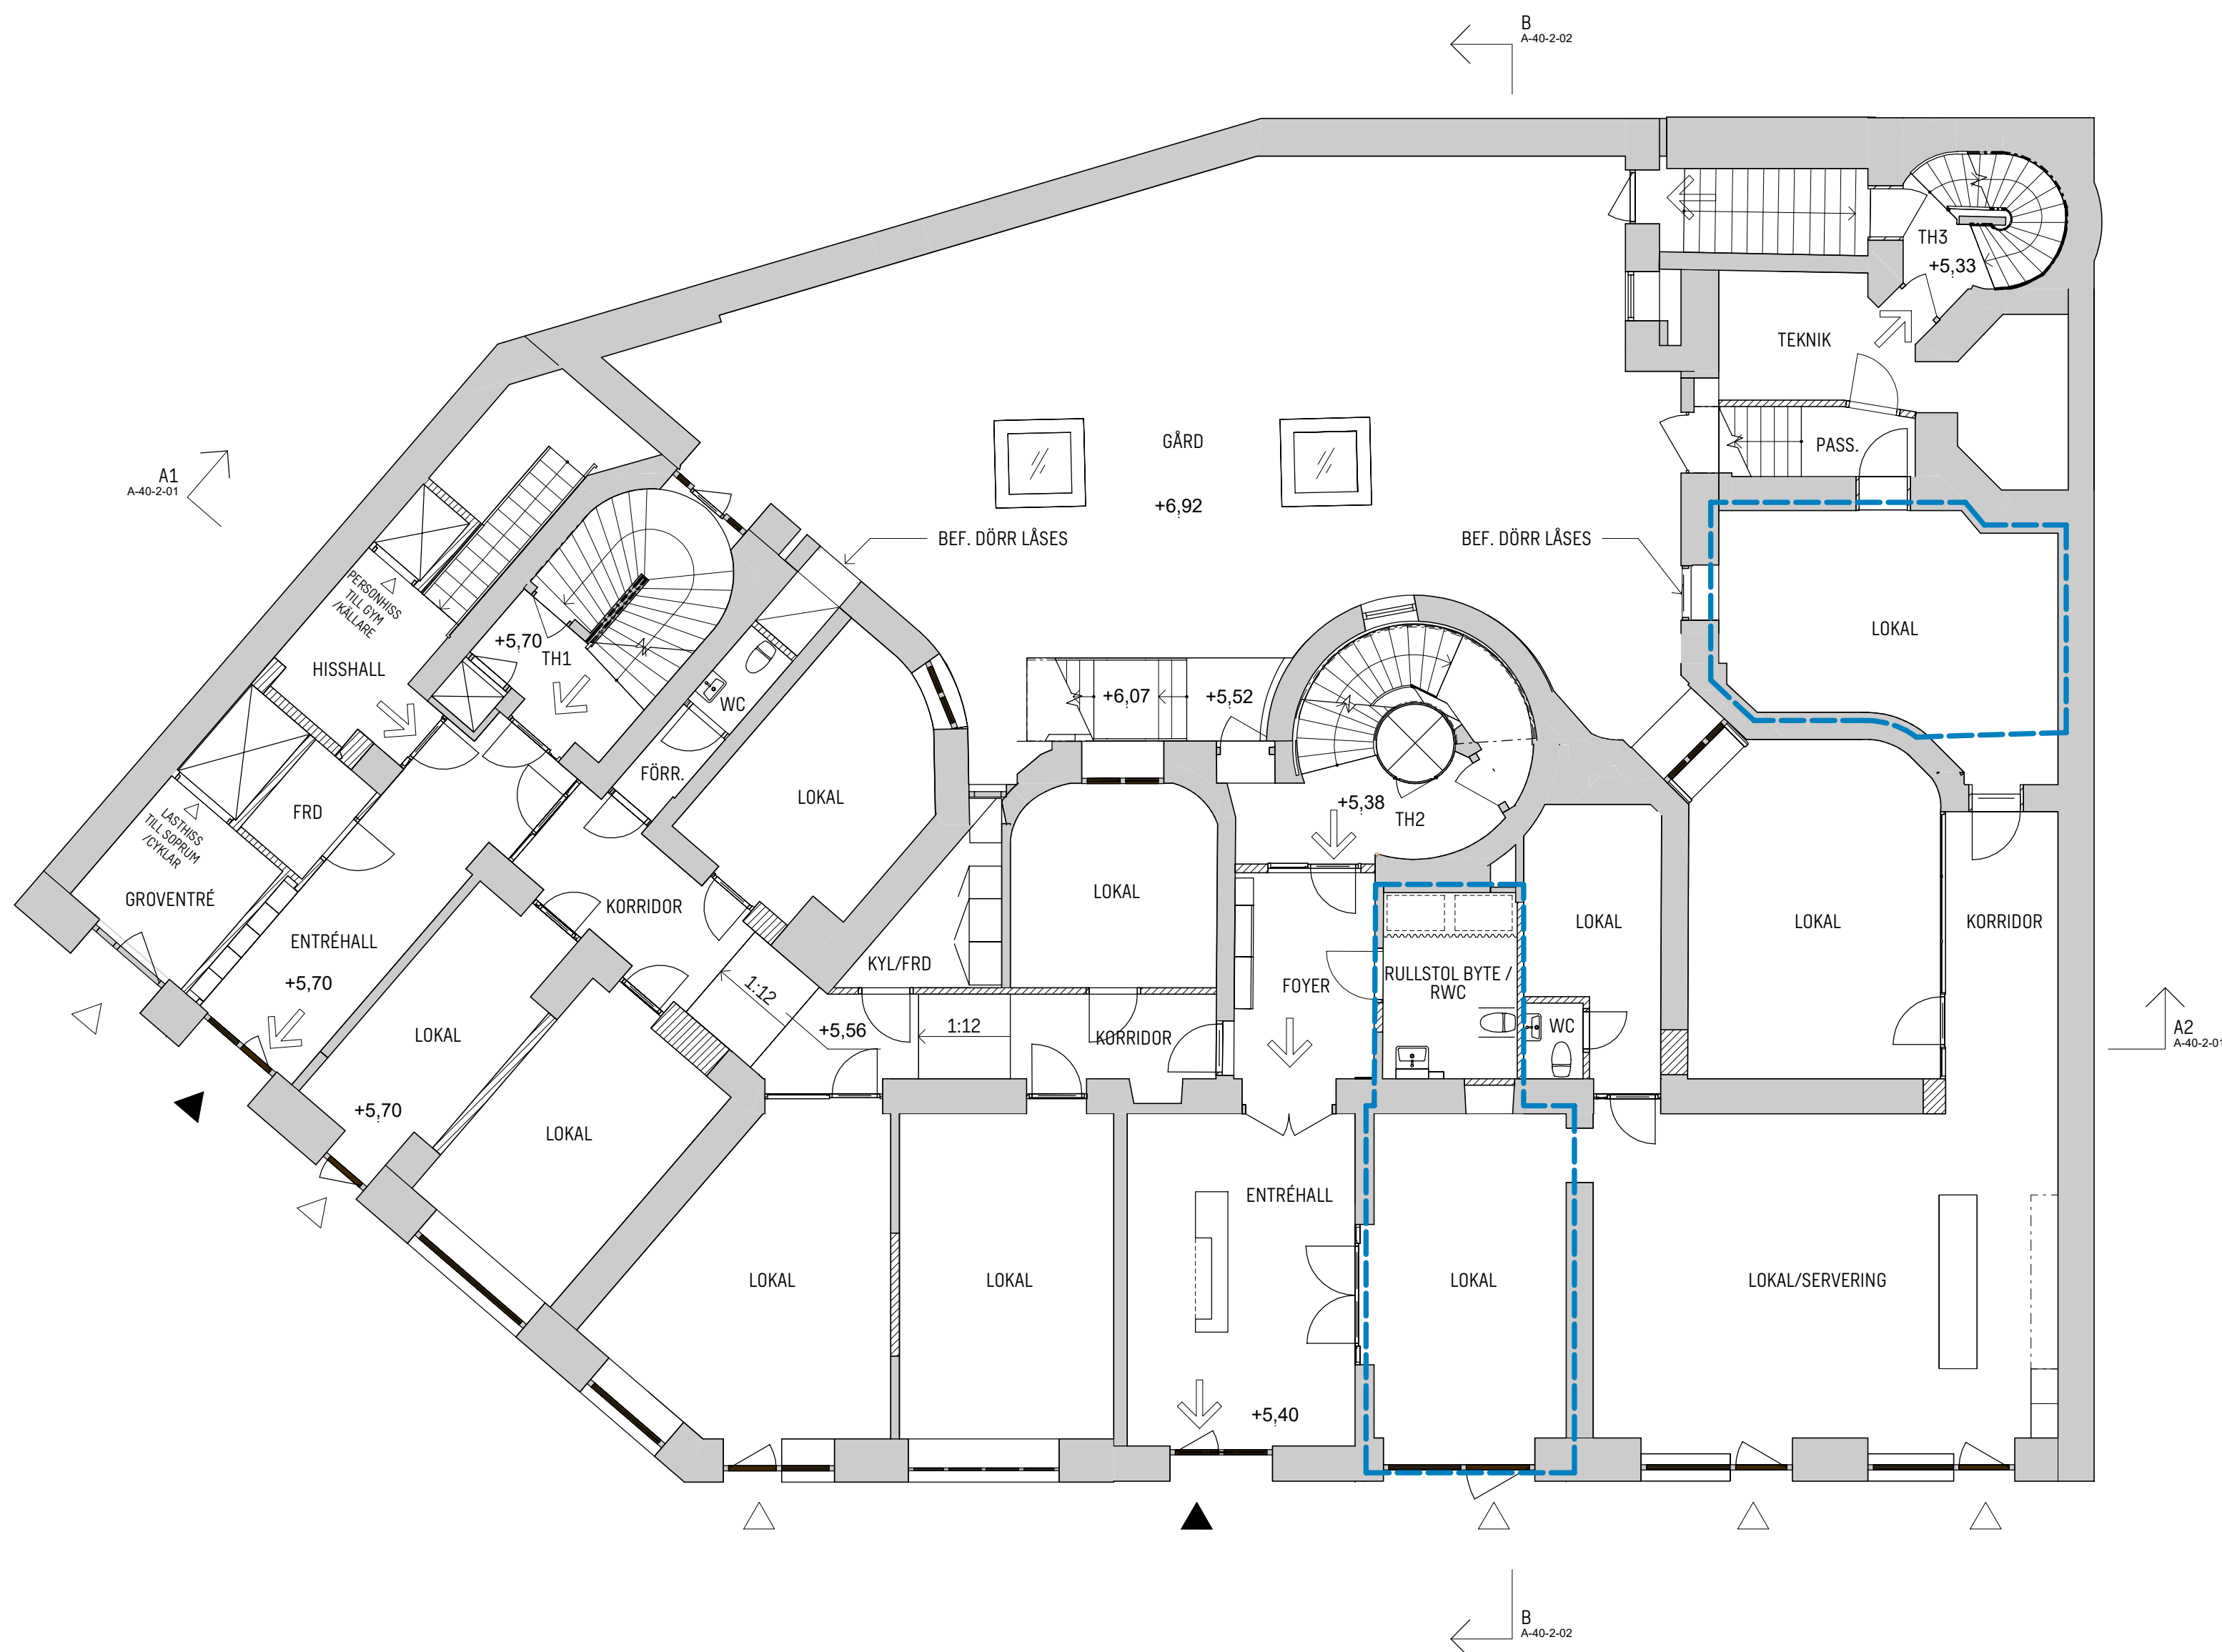 B
A-40-2-02
TH3
+5,33
TEKNIK
PASS.
GÅRD
+6,92
A1
A-40-2-01
BEF. DÖRR LÅSES
BEF. DÖRR LÅSES
PERSONHISS
TILL GYM
/KÄLLARE
HISSHALL
+5,70
TH1
WC
FÖRR.
LOKAL
LOKAL
+6,07
+5,52
+5,38
TH2
FRD
LASTHISS
TILL SOPRUM
/CYKLAR
GROVENTRÉ
ENTRÉHALL
+5,70
KORRIDOR
KYL/FRD
LOKAL
FOYER
RULLSTOL BYTE /
RWC
LOKAL
WC
LOKAL
KORRIDOR
1:12
+5,56
1:12
KORRIDOR
A2
A-40-2-01
LOKAL
+5,70
LOKAL
LOKAL
LOKAL
ENTRÉHALL
+5,40
LOKAL
LOKAL/SERVERING
B
A-40-2-02